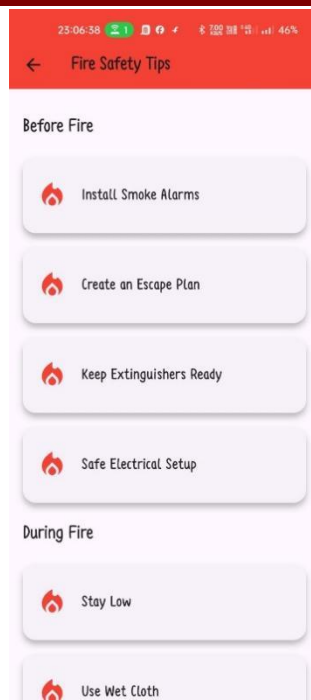 23:06:38 1 46%
Fire Safety Tips
Before Fire
Install Smoke Alarms
Create an Escape Plan
Keep Extinguishers Ready
Safe Electrical Setup
During Fire
Stay Low
Use Wet Cloth